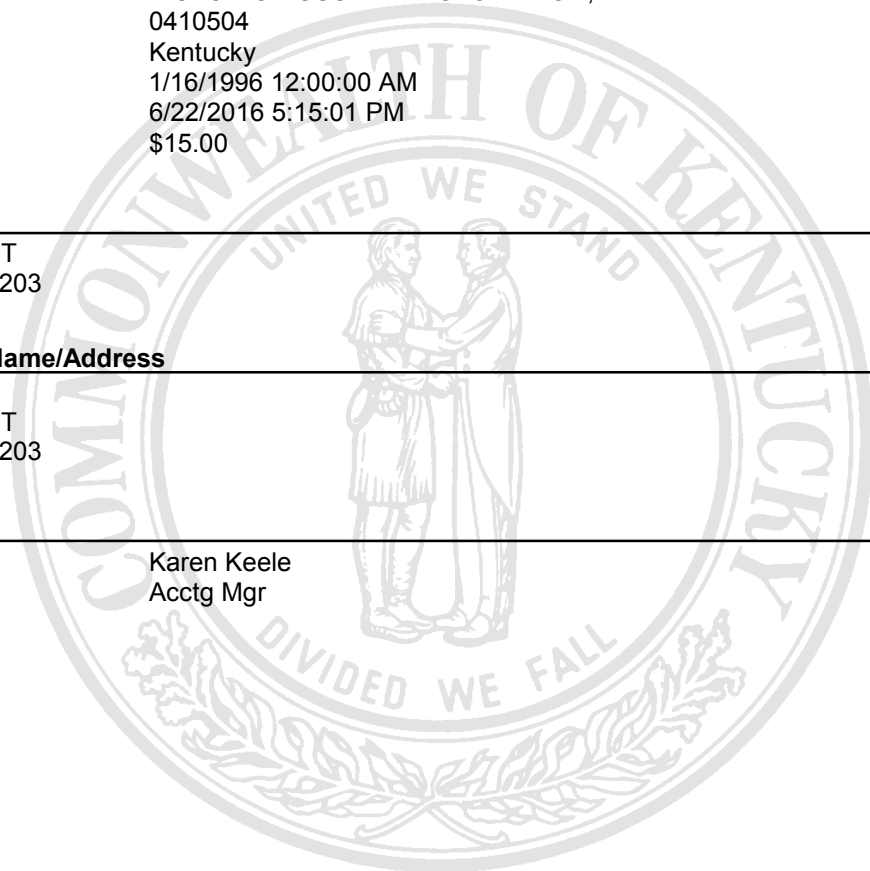 0410504
Kentucky
1/16/1996 12:00:00 AM
6/22/2016 5:15:01 PM
$15.00
T
203
Name/Address
T
203
Karen Keele
Acctg Mgr
COMMONWEALTH OF KENTUCKY
UNITED WE STAND
DIVIDED WE FALL